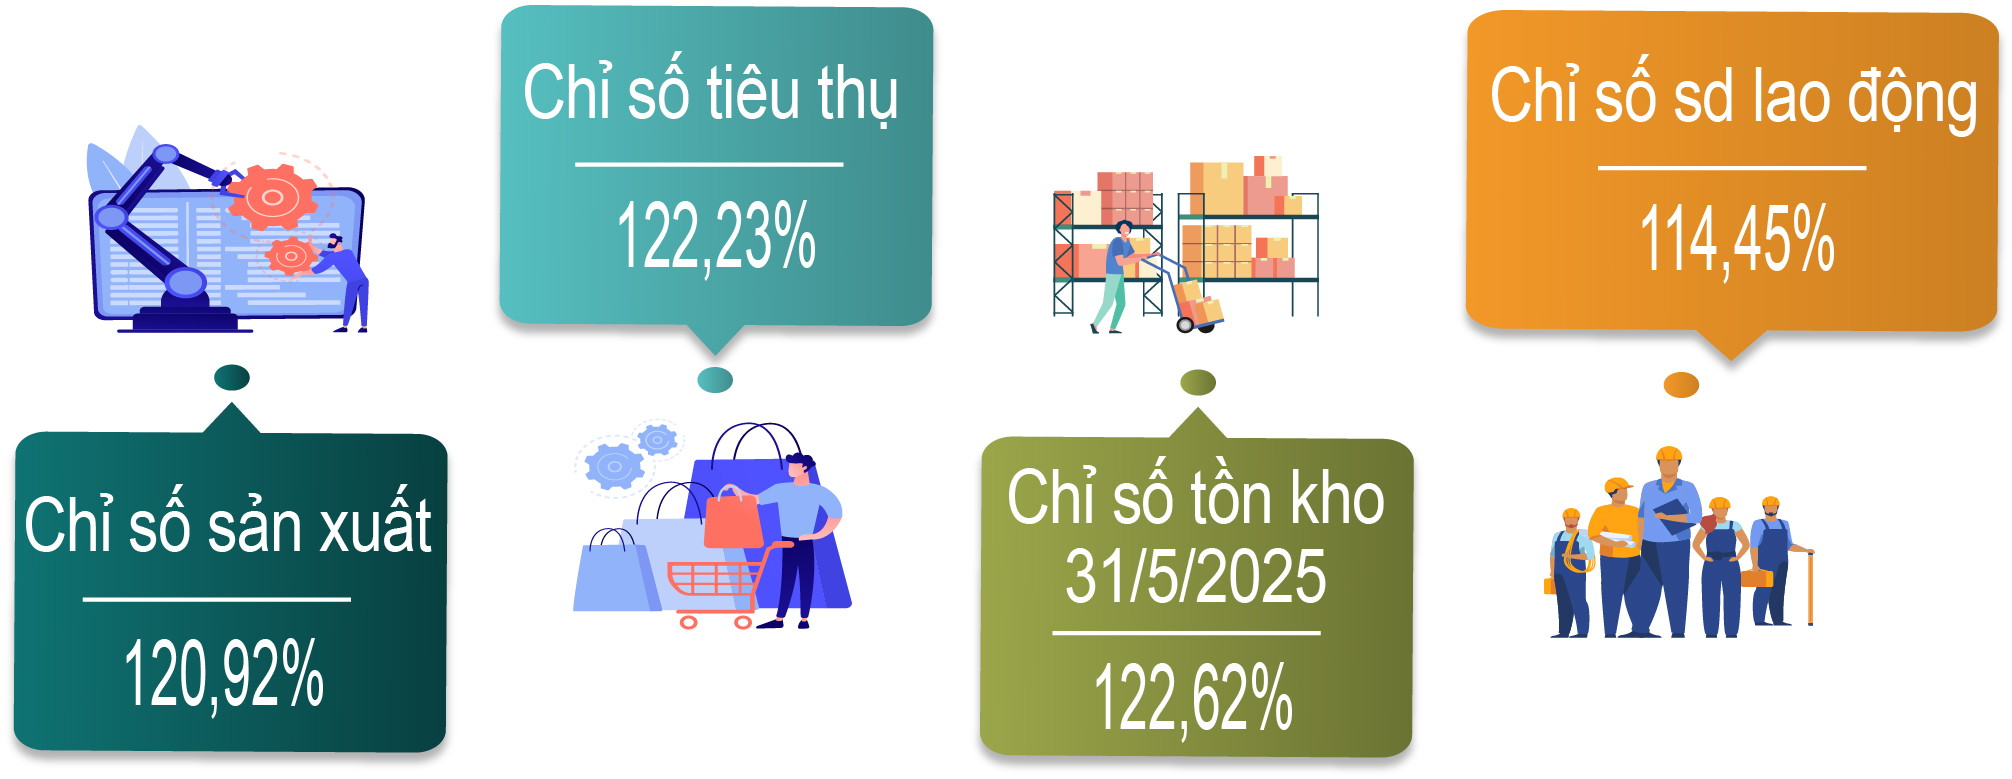 Chỉ số sản xuất
120,92%
Chỉ số tiêu thụ
122,23%
Chỉ số tồn kho
31/5/2025
122,62%
Chỉ số sd lao động
114,45%